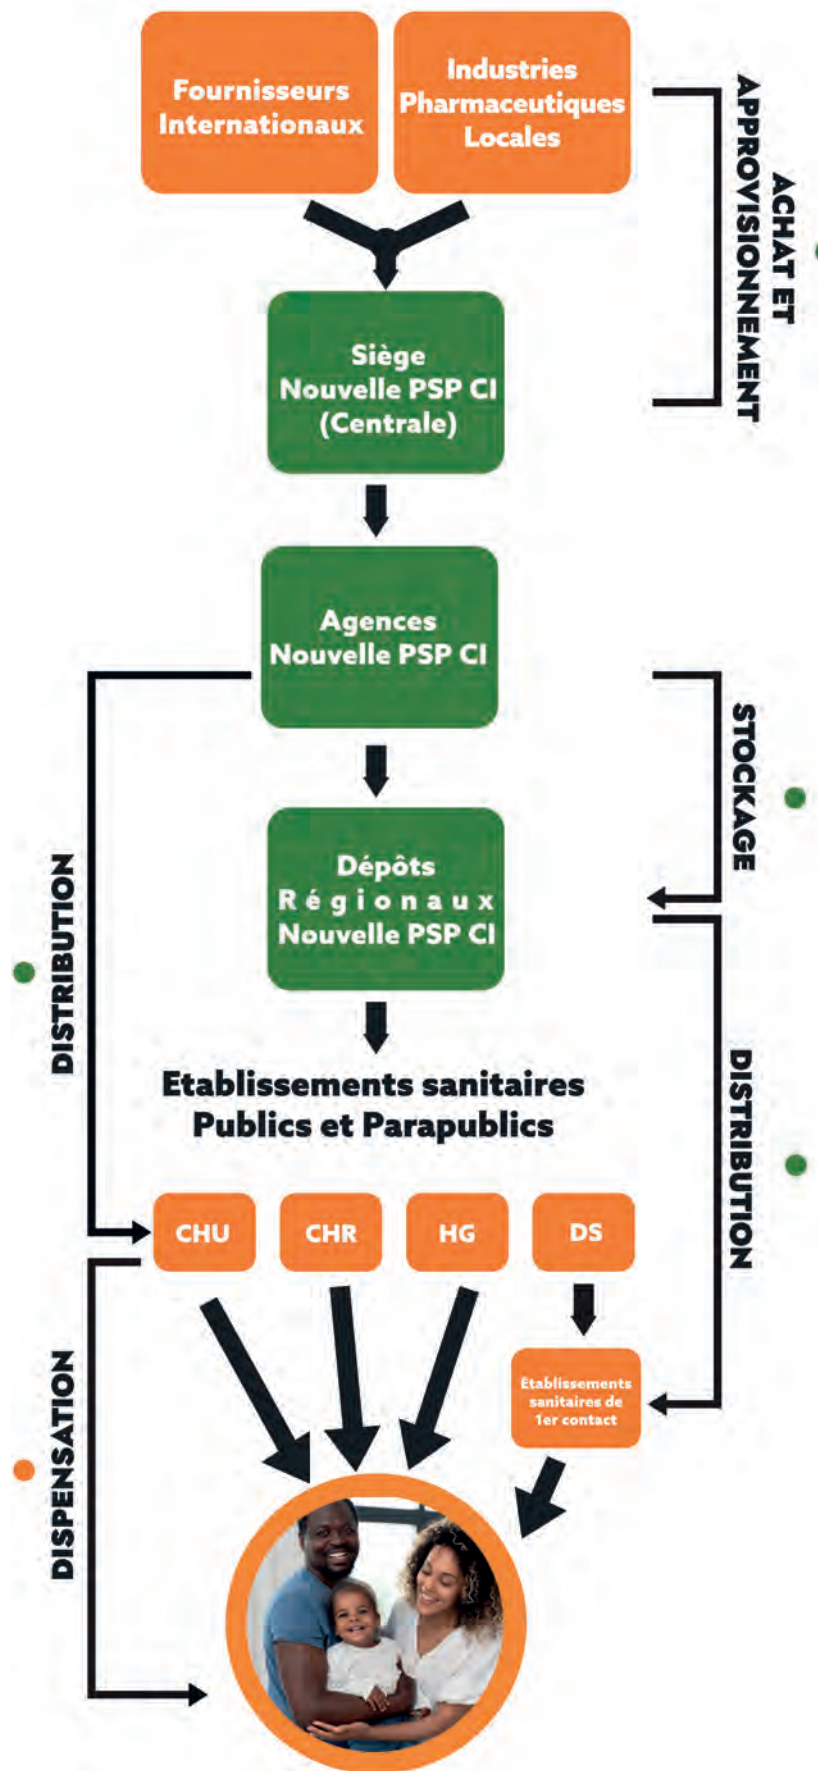 Fournisseurs
Internationaux
Industries
Pharmaceutiques
Locales
ACHAT ET
APPROVISIONNEMENT
Siège
Nouvelle PSP CI
(Centrale)
Agences
Nouvelle PSP CI
STOCKAGE
Dépôts
Régionaux
Nouvelle PSP CI
DISTRIBUTION
DISTRIBUTION
Etablissements sanitaires
Publics et Parapublics
CHU
CHR
HG
DS
Etablissements
sanitaires de
1er contact
DISPENSATION